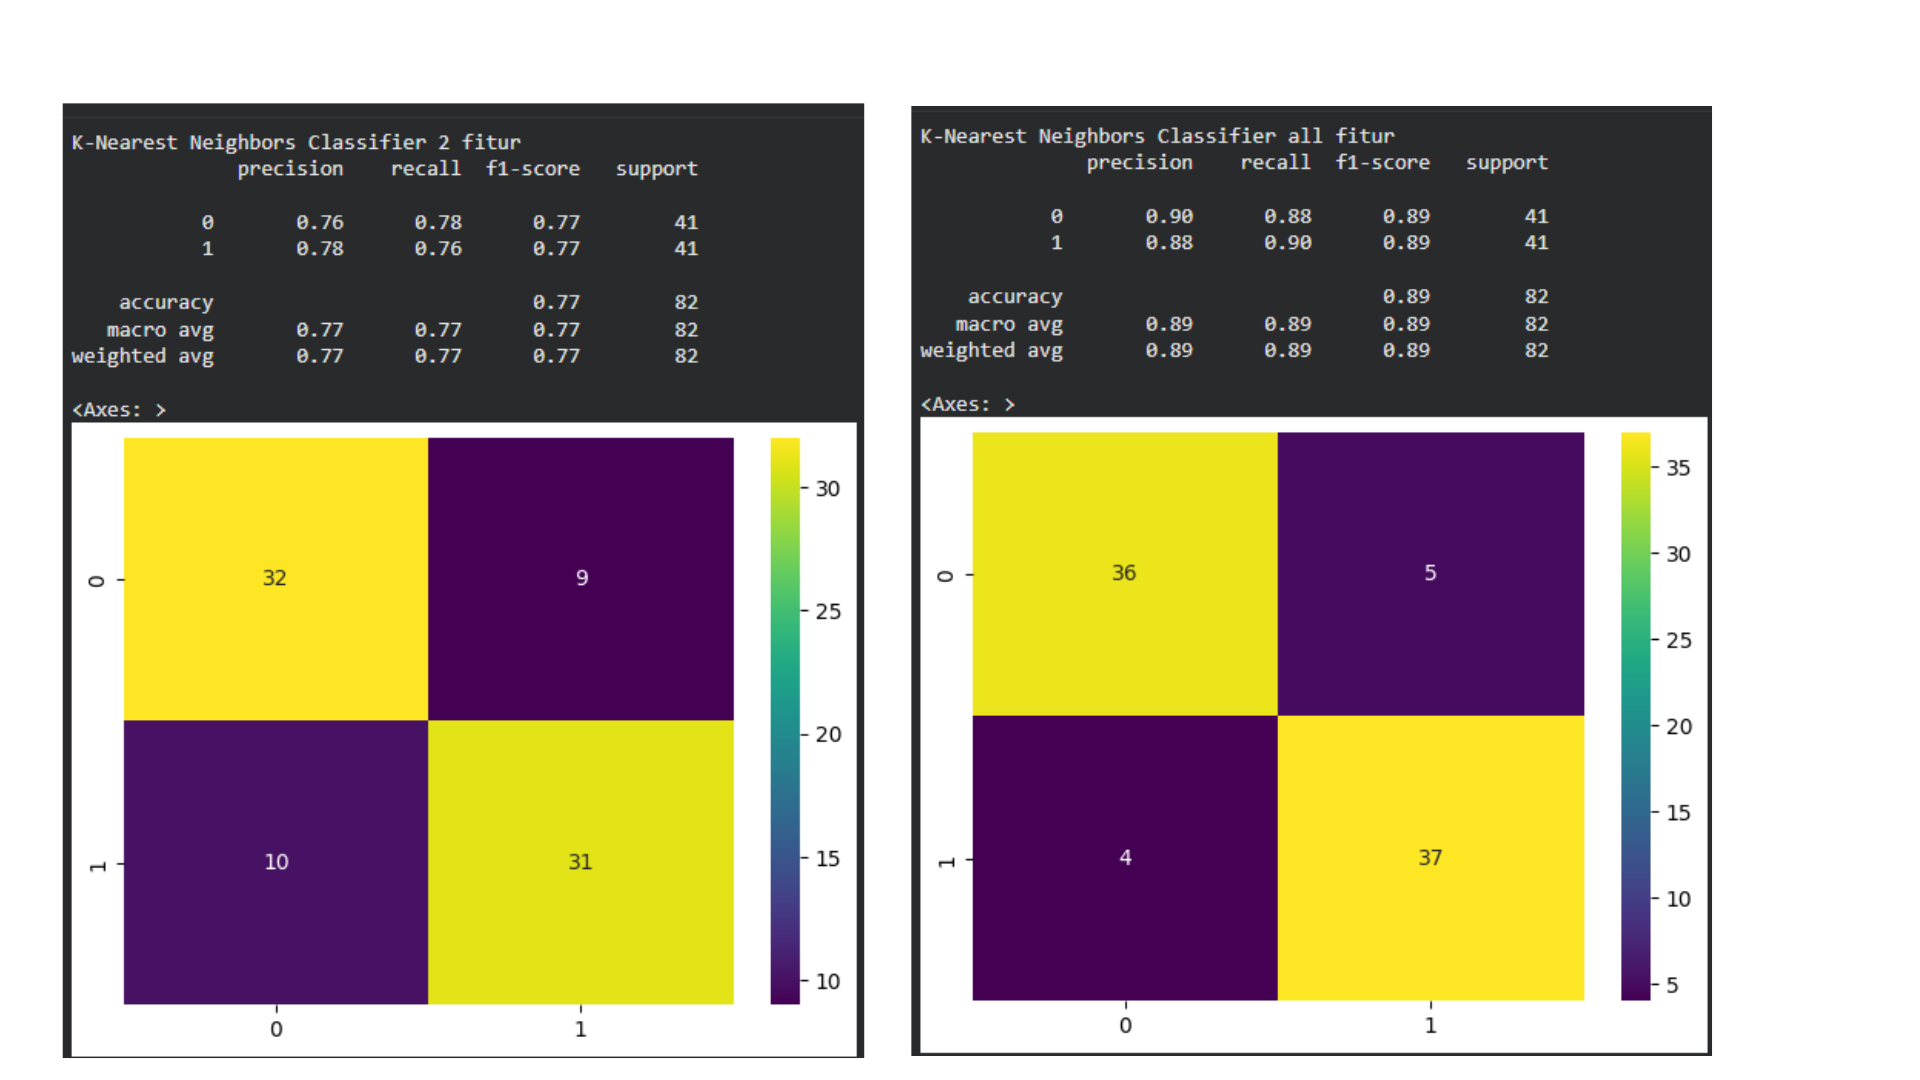 K-Nearest Neighbors Classifier 2 fitur
precision recall f1-score support
0 0.76 0.78 0.77 41
1 0.78 0.76 0.77 41
accuracy 0.77 82
macro avg 0.77 0.77 0.77 82
weighted avg 0.77 0.77 0.77 82
<Axes: >
30
0 32 9
25
20
15
1 10 31
10
0 1
K-Nearest Neighbors Classifier all fitur
precision recall f1-score support
0 0.90 0.88 0.89 41
1 0.88 0.90 0.89 41
accuracy 0.89 82
macro avg 0.89 0.89 0.89 82
weighted avg 0.89 0.89 0.89 82
<Axes: >
35
30
0 36 5
25
20
15
1 4 37
10
5
0 1